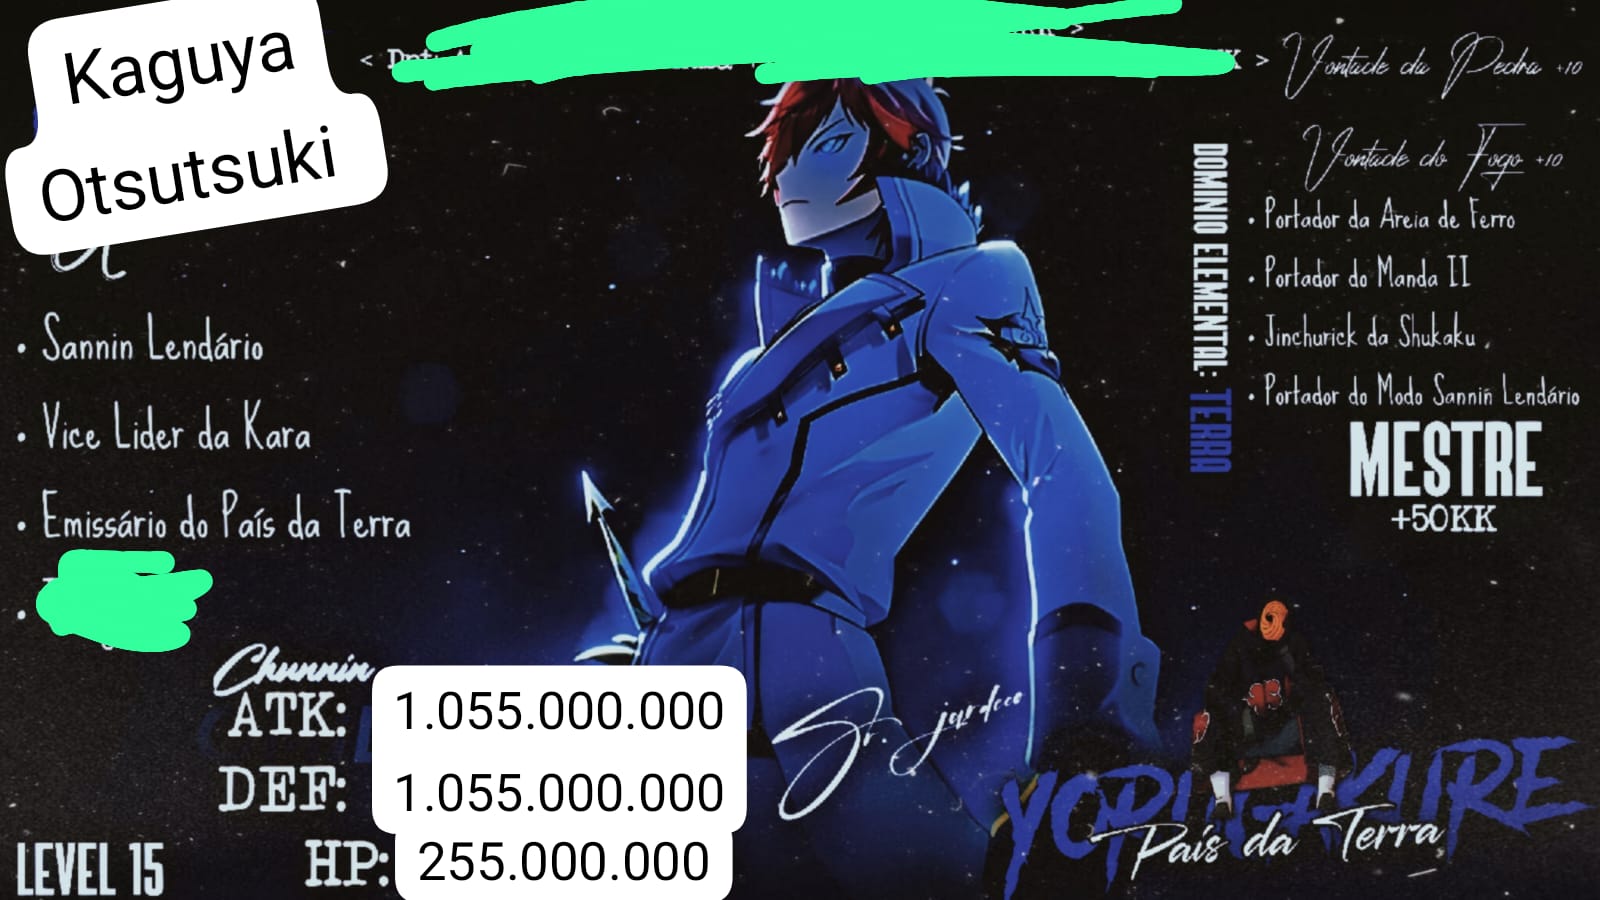 Kaguya
Otsutsuki
Vontade da Pedra +10
Vontade do Fogo +10
DOMINIO ELEMENTAL: TERRA
• Portador da Areia de Ferro
• Portador do Manda II
• Jinchurick da Shukaku
• Portador do Modo Sannin Lendário
MESTRE
+50KK
• Sannin Lendário
• Vice Lider da Kara
• Emissário do País da Terra
Chunnin
ATK: 1.055.000.000
DEF: 1.055.000.000
HP: 255.000.000
LEVEL 15
Sr.
País da Terra